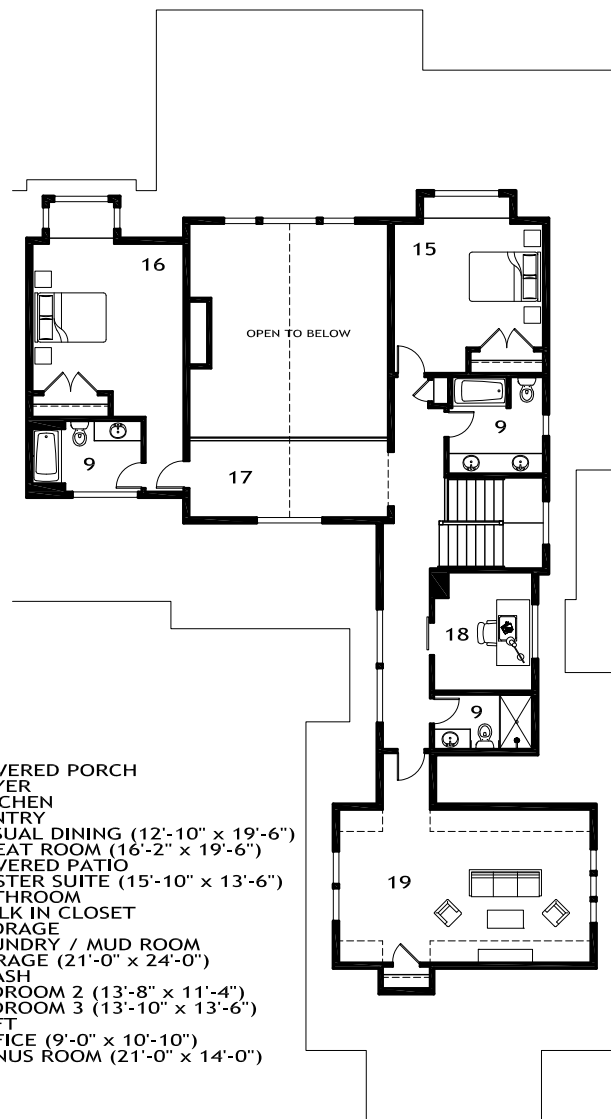 16
15
OPEN TO BELOW
9
9
17
18
9
19
VERED PORCH
YER
CHEN
NTRY
SUAL DINING (12'-10" x 19'-6")
EAT ROOM (16'-2" x 19'-6")
VERED PATIO
STER SUITE (15'-10" x 13'-6")
THROOM
LK IN CLOSET
ORAGE
UNDRY / MUD ROOM
RAGE (21'-0" x 24'-0")
ASH
DROOM 2 (13'-8" x 11'-4")
DROOM 3 (13'-10" x 13'-6")
FT
FICE (9'-0" x 10'-10")
NUS ROOM (21'-0" x 14'-0")